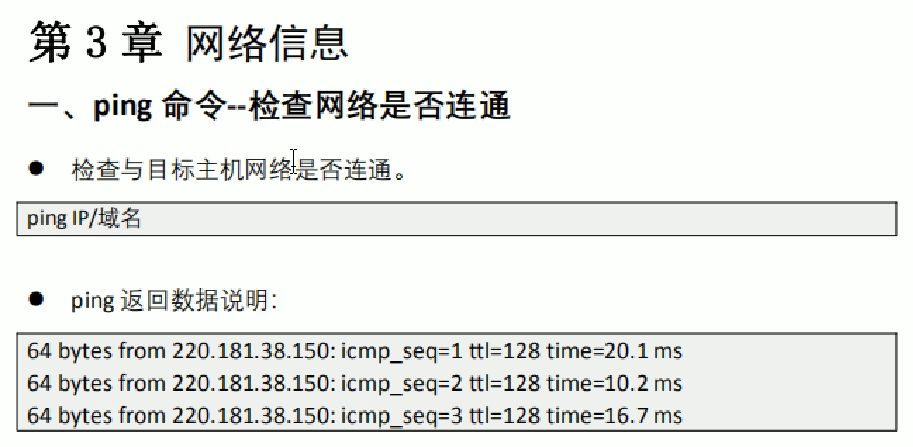 第 3 章 网络信息
一、ping 命令--检查网络是否连通
● 检查与目标主机网络是否连通。
ping IP/域名
● ping 返回数据说明：
64 bytes from 220.181.38.150: icmp_seq=1 ttl=128 time=20.1 ms
64 bytes from 220.181.38.150: icmp_seq=2 ttl=128 time=10.2 ms
64 bytes from 220.181.38.150: icmp_seq=3 ttl=128 time=16.7 ms